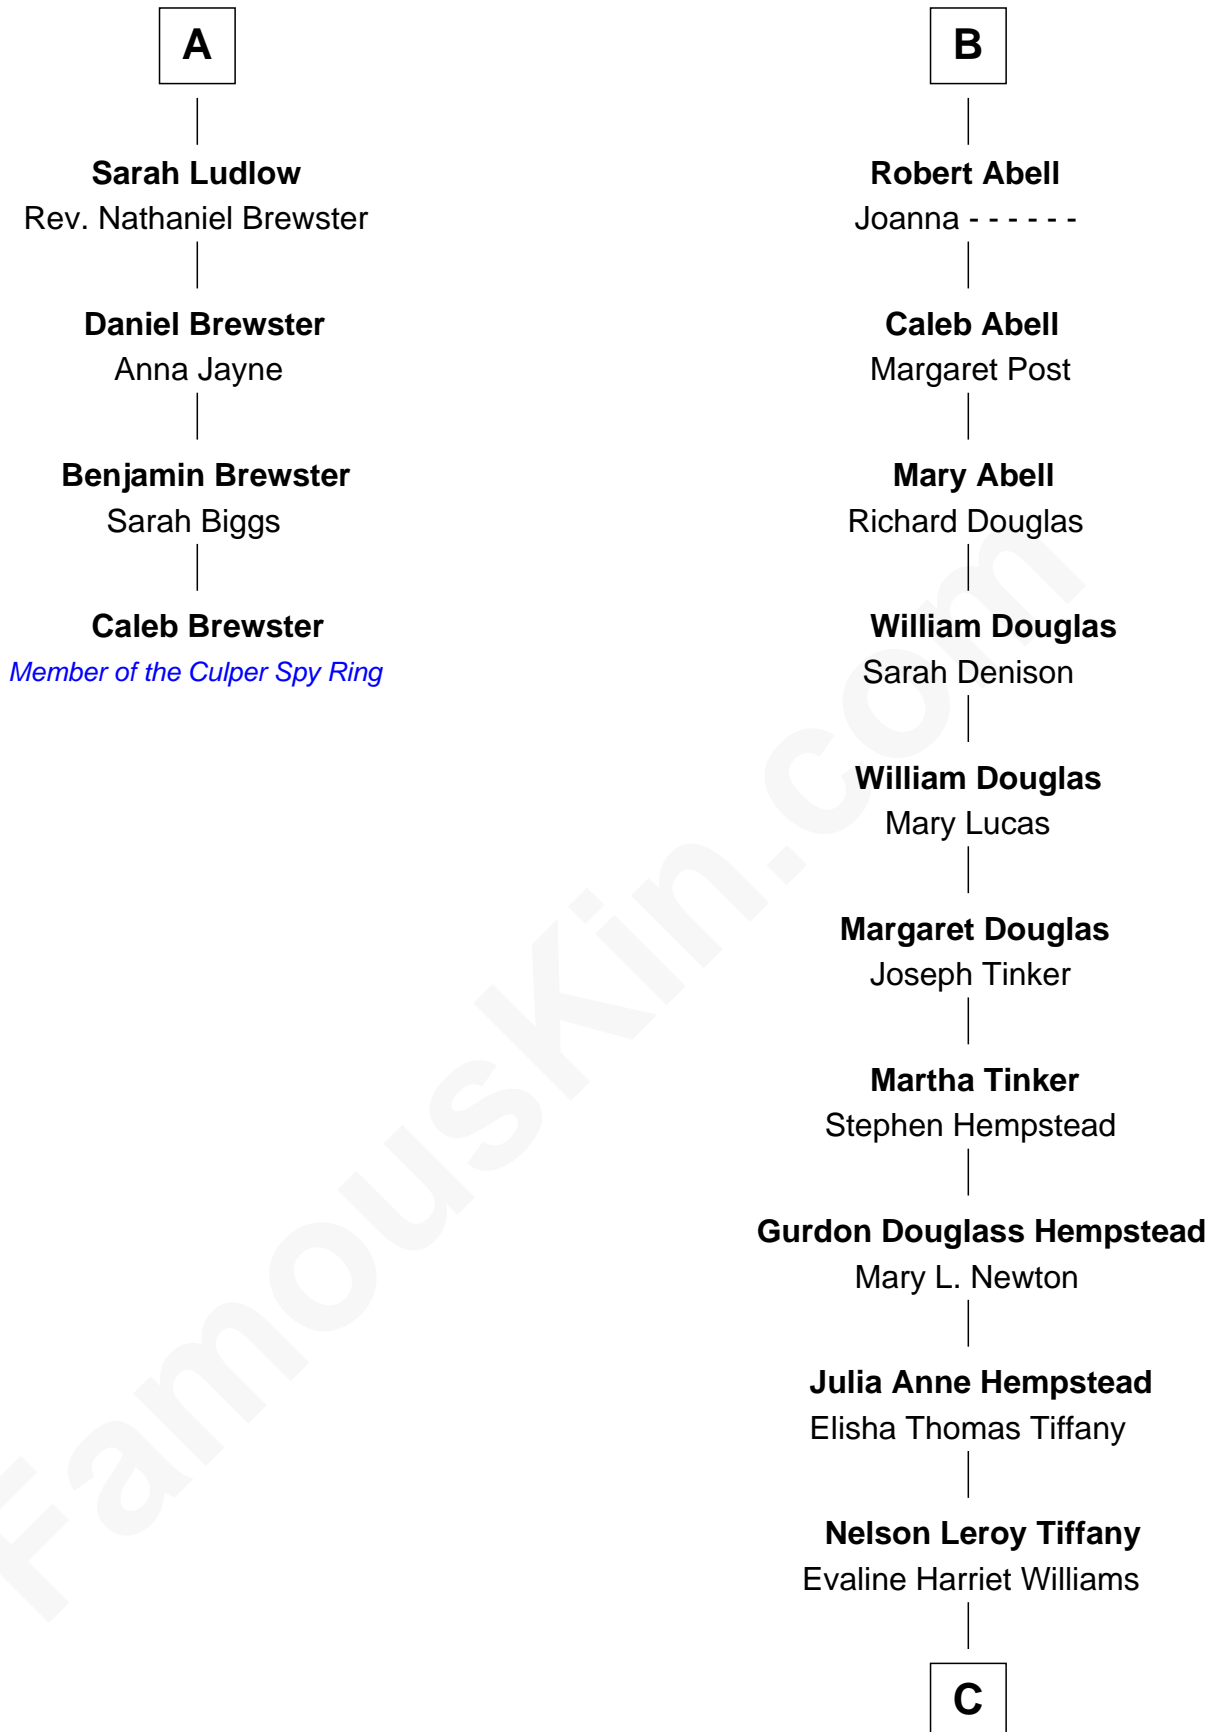 A
Sarah Ludlow
Rev. Nathaniel Brewster
Daniel Brewster
Anna Jayne
Benjamin Brewster
Sarah Biggs
Caleb Brewster
Member of the Culper Spy Ring
B
Robert Abell
Joanna - - - - - -
Caleb Abell
Margaret Post
Mary Abell
Richard Douglas
William Douglas
Sarah Denison
William Douglas
Mary Lucas
Margaret Douglas
Joseph Tinker
Martha Tinker
Stephen Hempstead
Gurdon Douglass Hempstead
Mary L. Newton
Julia Anne Hempstead
Elisha Thomas Tiffany
Nelson Leroy Tiffany
Evaline Harriet Williams
C
FamousKin.com